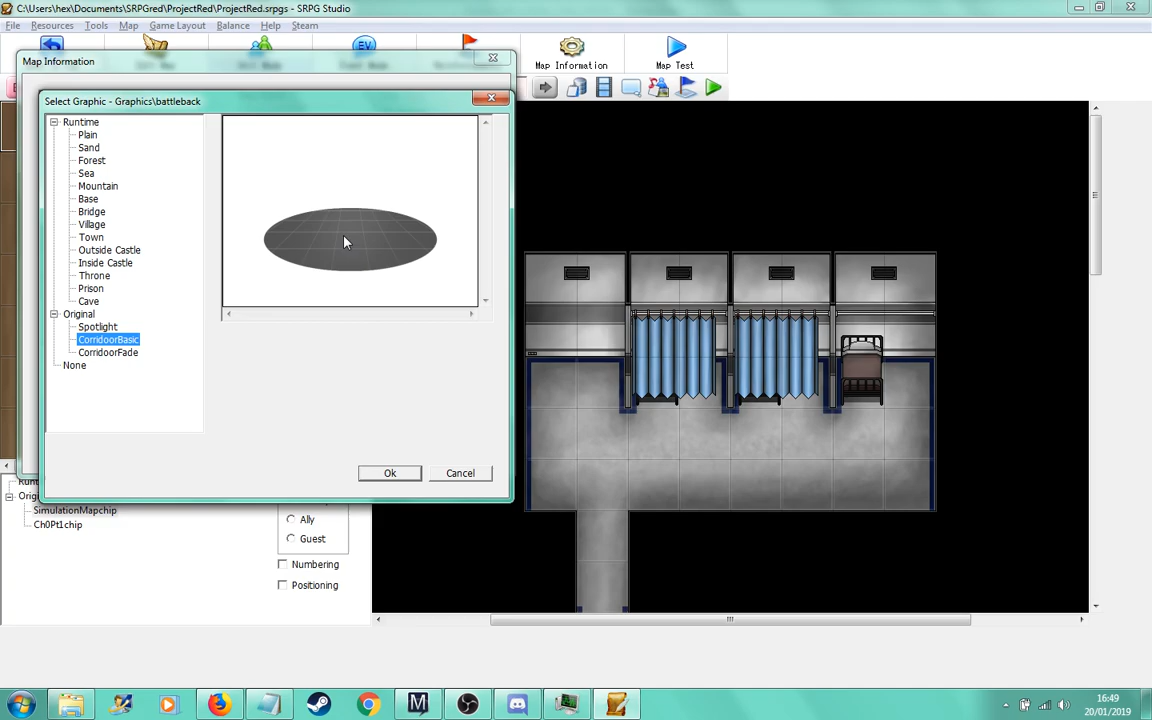 C:\Users\hex\Documents\SRPGred\ProjectRed\ProjectRed.srpgs - SRPG Studio
File Resources Tools Map Game Layout Balance Help Steam
Map Information
Map Test
Map Information
Select Graphic - Graphics\battleback
Runtime
Plain
Sand
Forest
Sea
Mountain
Base
Bridge
Village
Town
Outside Castle
Inside Castle
Throne
Prison
Cave
Original
Spotlight
CorridorBasic
CorridorFade
None
Ok Cancel
SimulationMapchip
Ch0Pt1chip
Ally
Guest
Numbering
Positioning
16:49
20/01/2019